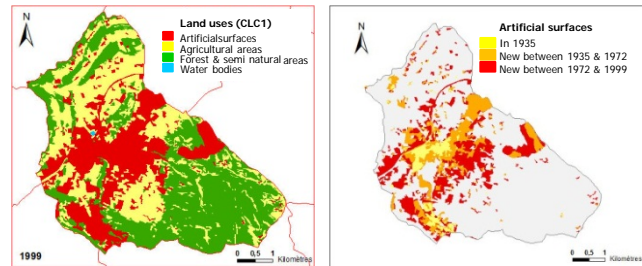 N
Land uses (CLC1)
Artificialsurfaces
Agricultural areas
Forest & semi natural areas
Water bodies
1999
0 0,5 1
Kilomètres
N
Artificial surfaces
In 1935
New between 1935 & 1972
New between 1972 & 1999
0 0,5 1
Kilomètres